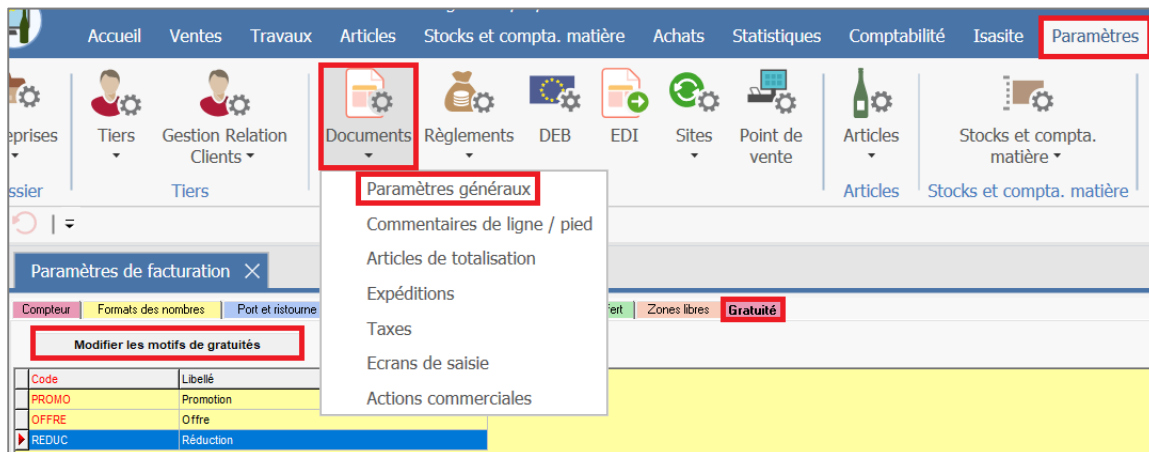 Accueil Ventes Travaux Articles Stocks et compta. matière Achats Statistiques Comptabilité Isasite Paramètres
Tiers Gestion Relation Clients Documents Règlements DEB EDI Sites Point de vente Articles Stocks et compta. matière
Tiers Articles Stocks et compta. matière
Paramètres généraux
Commentaires de ligne / pied
Articles de totalisation
Expéditions
Taxes
Ecrans de saisie
Actions commerciales
Paramètres de facturation
Compteur Formats des nombres Port et ristourne Zones libres Gratuité
Modifier les motifs de gratuités
Code Libellé
PROMO Promotion
OFFRE Offre
REDUC Réduction